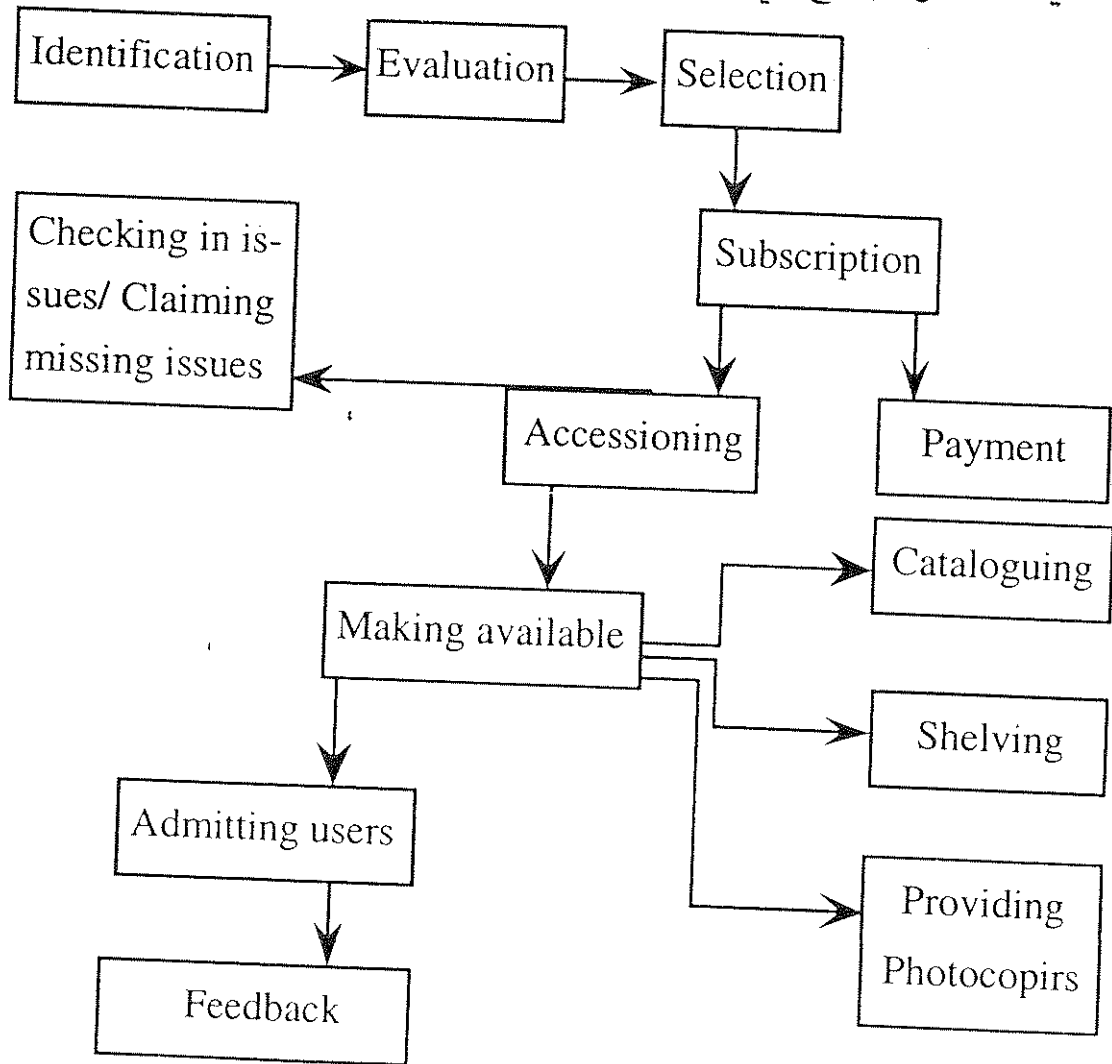 Identification
Evaluation
Selection
Checking in is-
sues/ Claiming
missing issues
Subscription
Accessioning
Payment
Making available
Cataloguing
Shelving
Admitting users
Providing
Photocopirs
Feedback